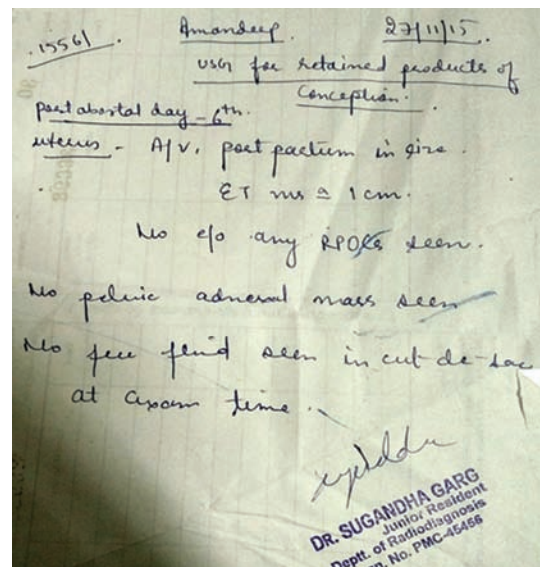 15561. Amandeep. 27/11/15.
USG for retained products of
Conception.
post abortal day - 6th.
uterus - A/V, post partum in size.
ET ms ≅ 1 cm.
No e/o any RPOCs seen.
No pelvic adnexal mass seen
No free fluid seen in cut-de-sac
at exam time.
DR. SUGANDHA GARG
Junior Resident
Deptt. of Radiodiagnosis
No. PMC-45456